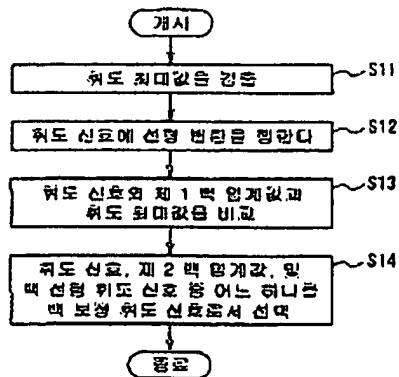 개시
휘도 최대값을 검출
S11
휘도 신호에 선형 변환을 행한다
S12
휘도 신호와 제 1 백 임계값과
휘도 최대값을 비교
S13
휘도 신호, 제 2 백 임계값, 및
백 선형 휘도 신호 중 어느 하나를
백 보정 휘도 신호로서 선택
S14
종료